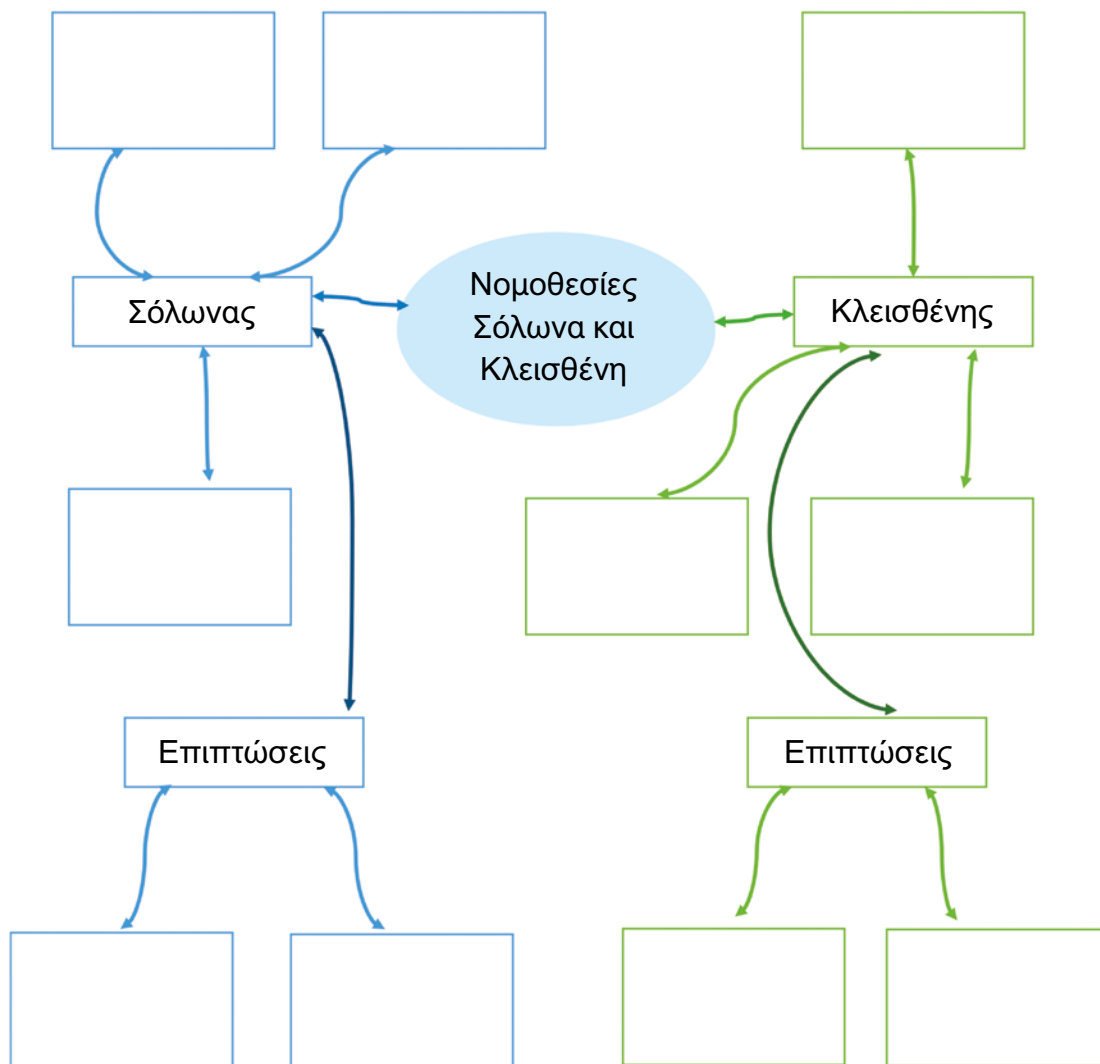 Σόλωνας
Νομοθεσίες
Σόλωνα και
Κλεισθένη
Κλεισθένης
Επιπτώσεις
Επιπτώσεις